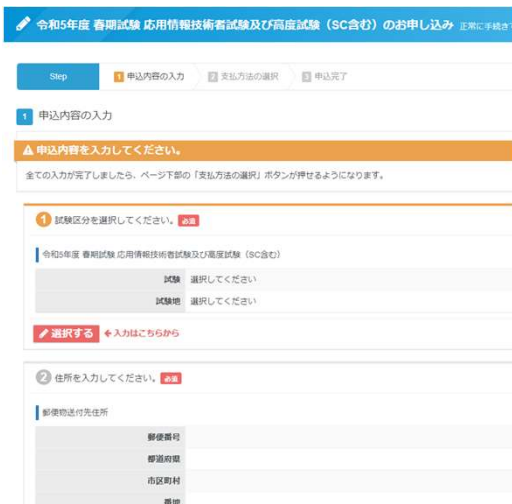 令和5年度 春期試験 応用情報技術者試験及び高度試験（SC含む）のお申し込み 正常に手続き
Step 1 申込内容の入力 2 支払方法の選択 3 申込完了
1 申込内容の入力
申込内容を入力してください。
全ての入力が完了しましたら、ページ下部の「支払方法の選択」ボタンが押せるようになります。
1 試験区分を選択してください。 必須
令和5年度 春期試験 応用情報技術者試験及び高度試験（SC含む）
試験 選択してください
試験地 選択してください
選択する ←入力はこちらから
2 住所を入力してください。 必須
郵便物送付先住所
郵便番号
都道府県
市区町村
番地